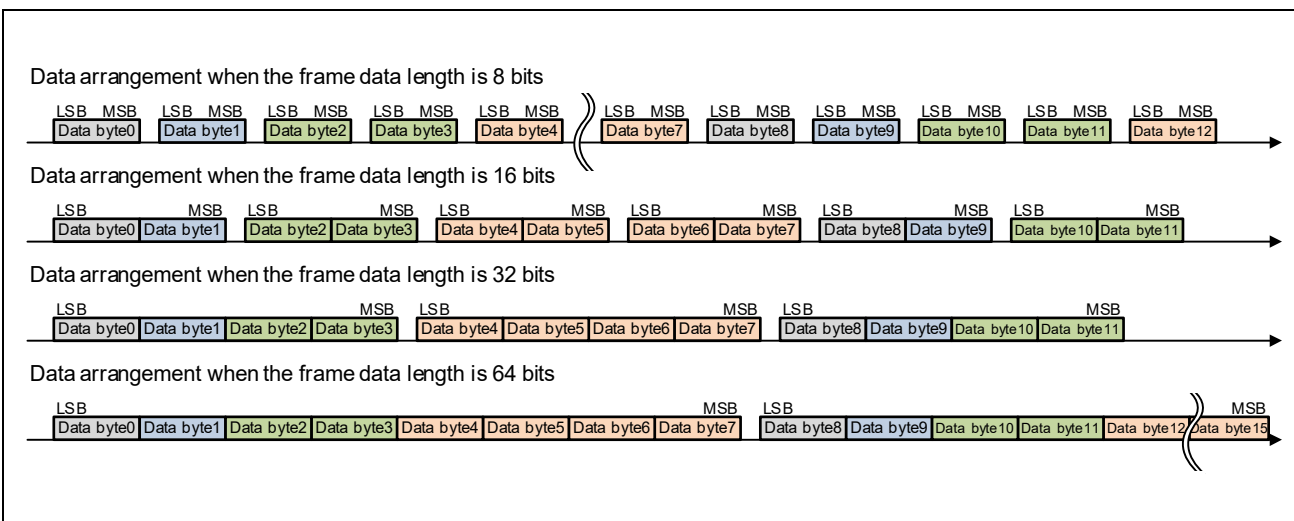 Data arrangement when the frame data length is 8 bits
LSB MSB LSB MSB LSB MSB LSB MSB LSB MSB LSB MSB LSB MSB LSB MSB LSB MSB LSB MSB LSB MSB
Data byte0 Data byte1 Data byte2 Data byte3 Data byte4 Data byte7 Data byte8 Data byte9 Data byte10 Data byte11 Data byte12
Data arrangement when the frame data length is 16 bits
LSB MSB LSB MSB LSB MSB LSB MSB LSB MSB LSB MSB
Data byte0 Data byte1 Data byte2 Data byte3 Data byte4 Data byte5 Data byte6 Data byte7 Data byte8 Data byte9 Data byte10 Data byte11
Data arrangement when the frame data length is 32 bits
LSB MSB LSB MSB LSB MSB
Data byte0 Data byte1 Data byte2 Data byte3 Data byte4 Data byte5 Data byte6 Data byte7 Data byte8 Data byte9 Data byte10 Data byte11
Data arrangement when the frame data length is 64 bits
LSB MSB LSB MSB
Data byte0 Data byte1 Data byte2 Data byte3 Data byte4 Data byte5 Data byte6 Data byte7 Data byte8 Data byte9 Data byte10 Data byte11 Data byte12 Data byte15